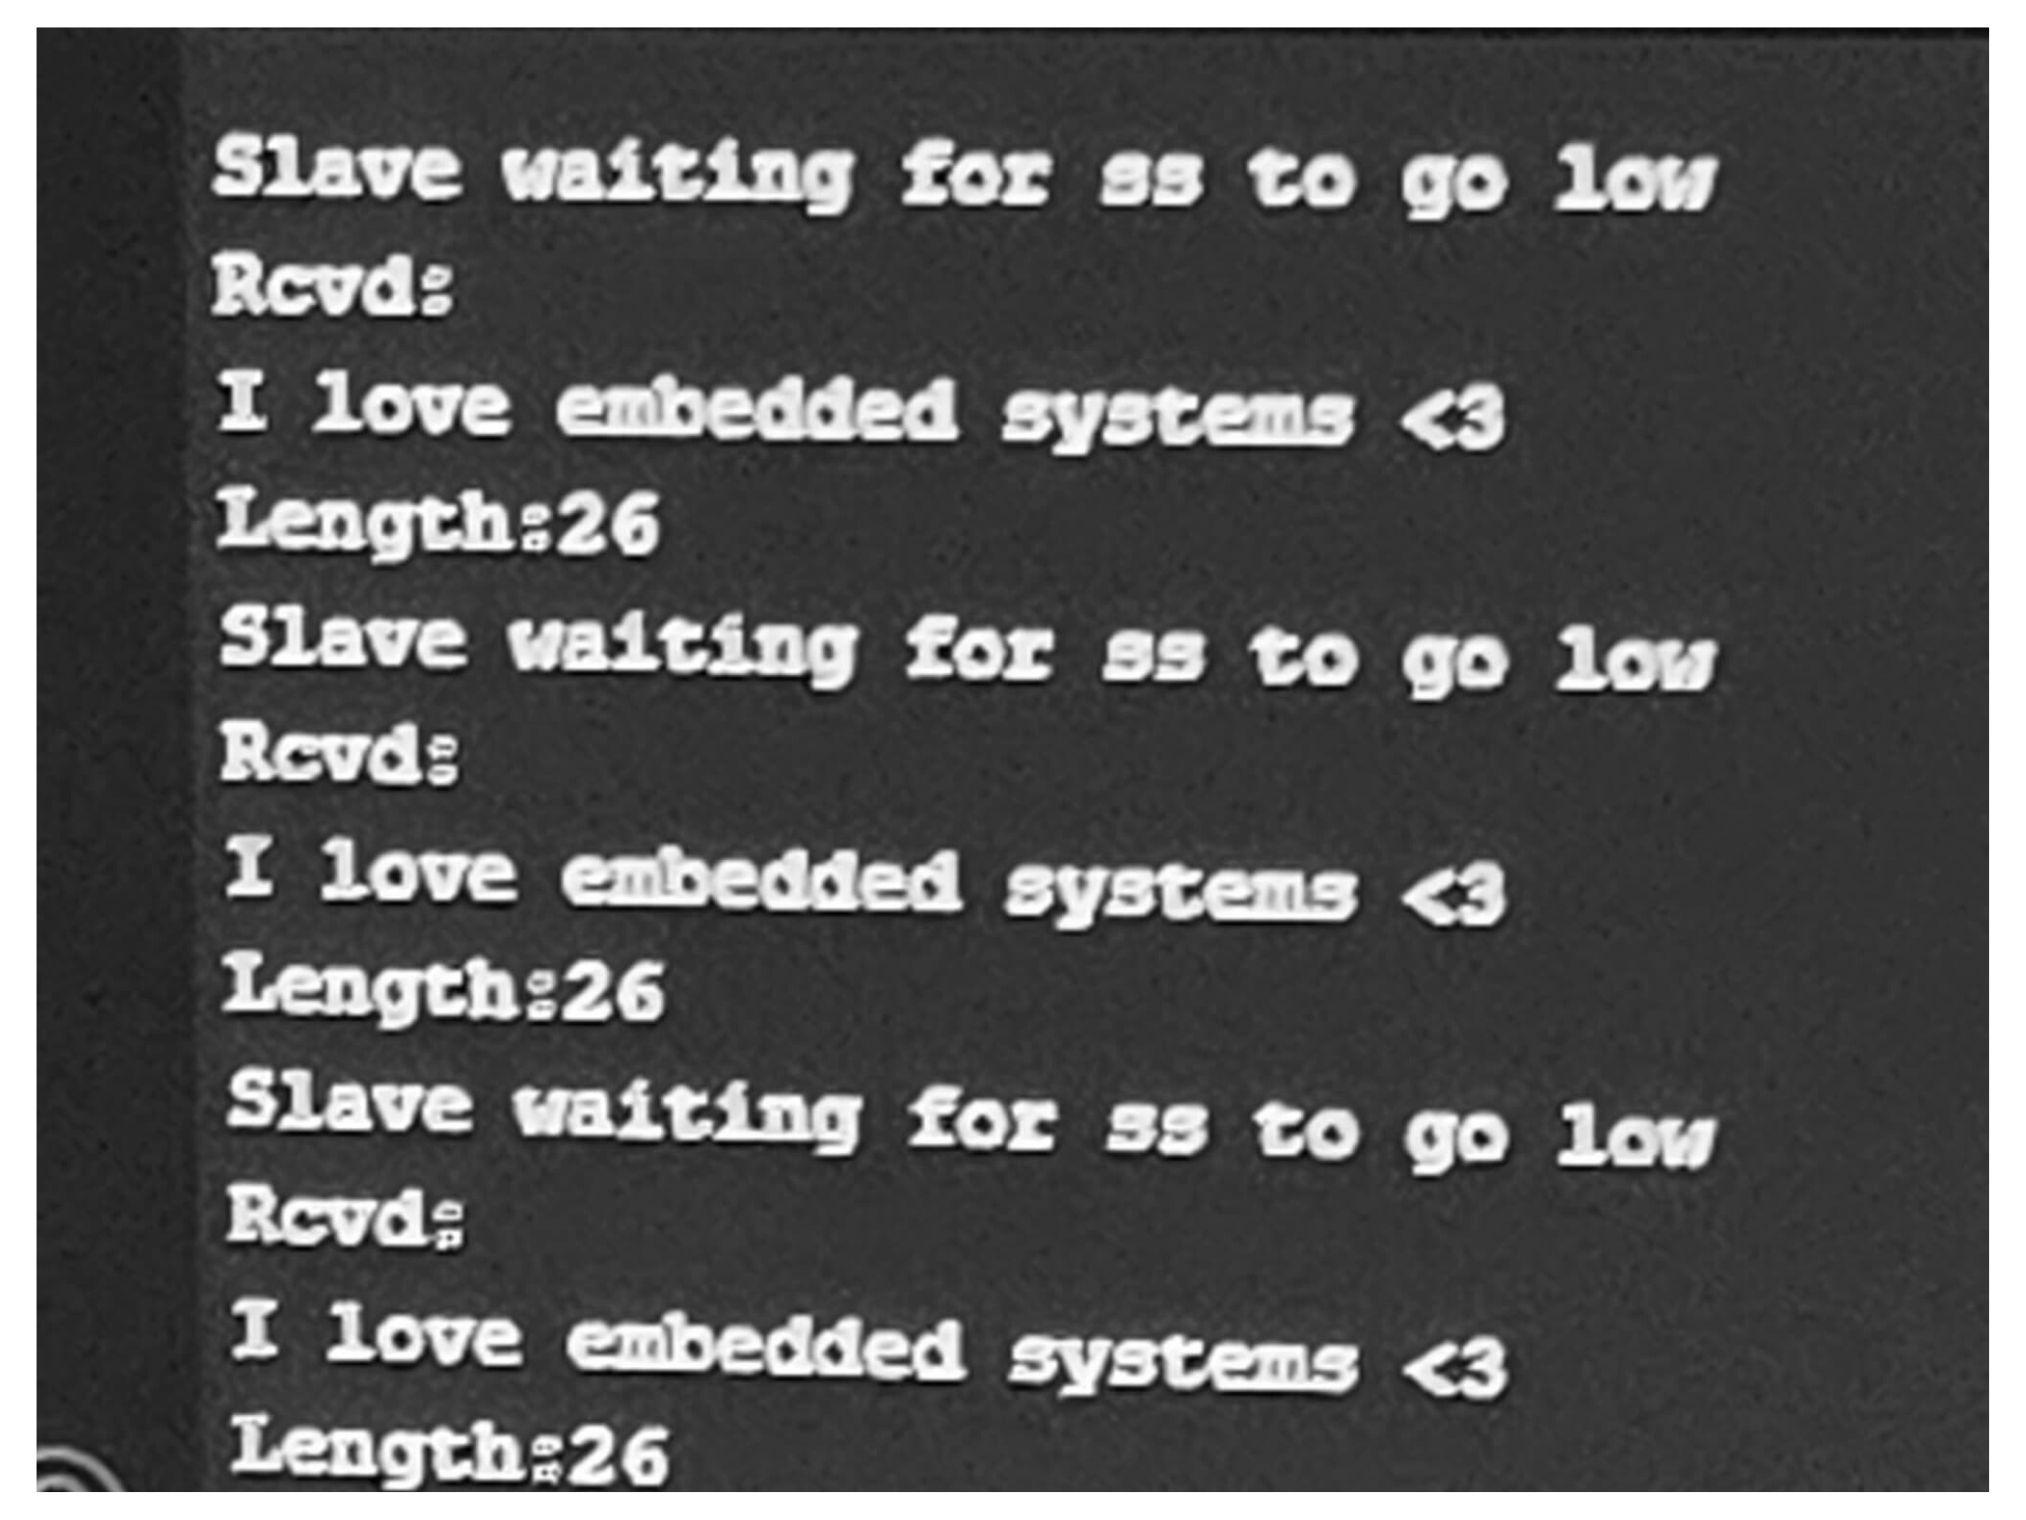 Slave waiting for ss to go low
Rcvd:
I love embedded systems <3
Length:26
Slave waiting for ss to go low
Rcvd:
I love embedded systems <3
Length:26
Slave waiting for ss to go low
Rcvd:
I love embedded systems <3
Length:26